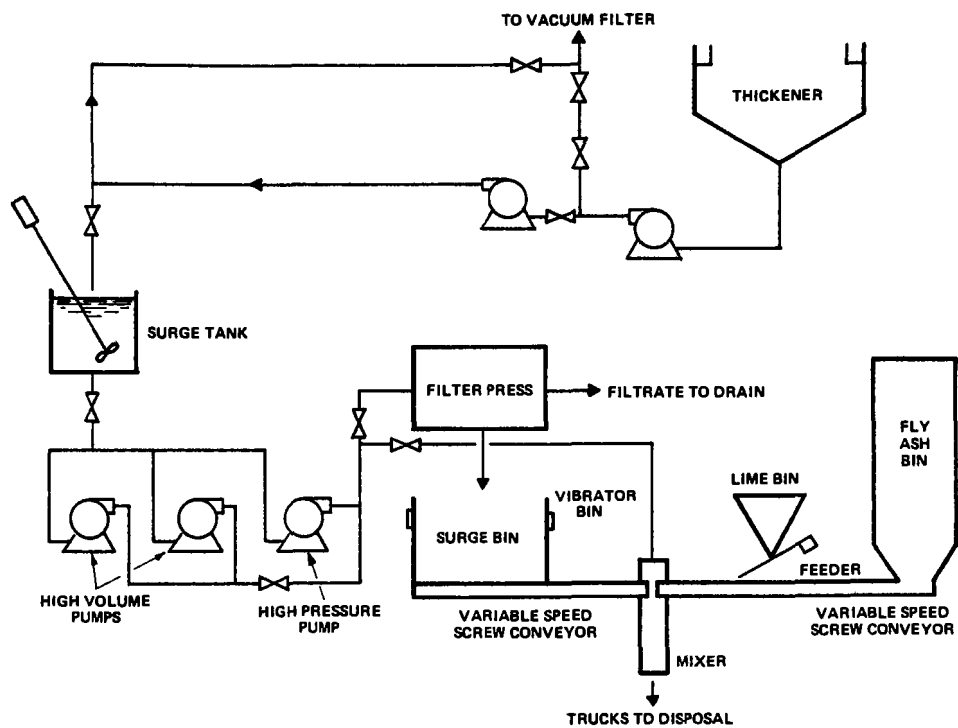 TO VACUUM FILTER
THICKENER
SURGE TANK
FILTER PRESS
FILTRATE TO DRAIN
FLY
ASH
BIN
LIME BIN
VIBRATOR
BIN
SURGE BIN
FEEDER
HIGH VOLUME
PUMPS
HIGH PRESSURE
PUMP
VARIABLE SPEED
SCREW CONVEYOR
VARIABLE SPEED
SCREW CONVEYOR
MIXER
TRUCKS TO DISPOSAL